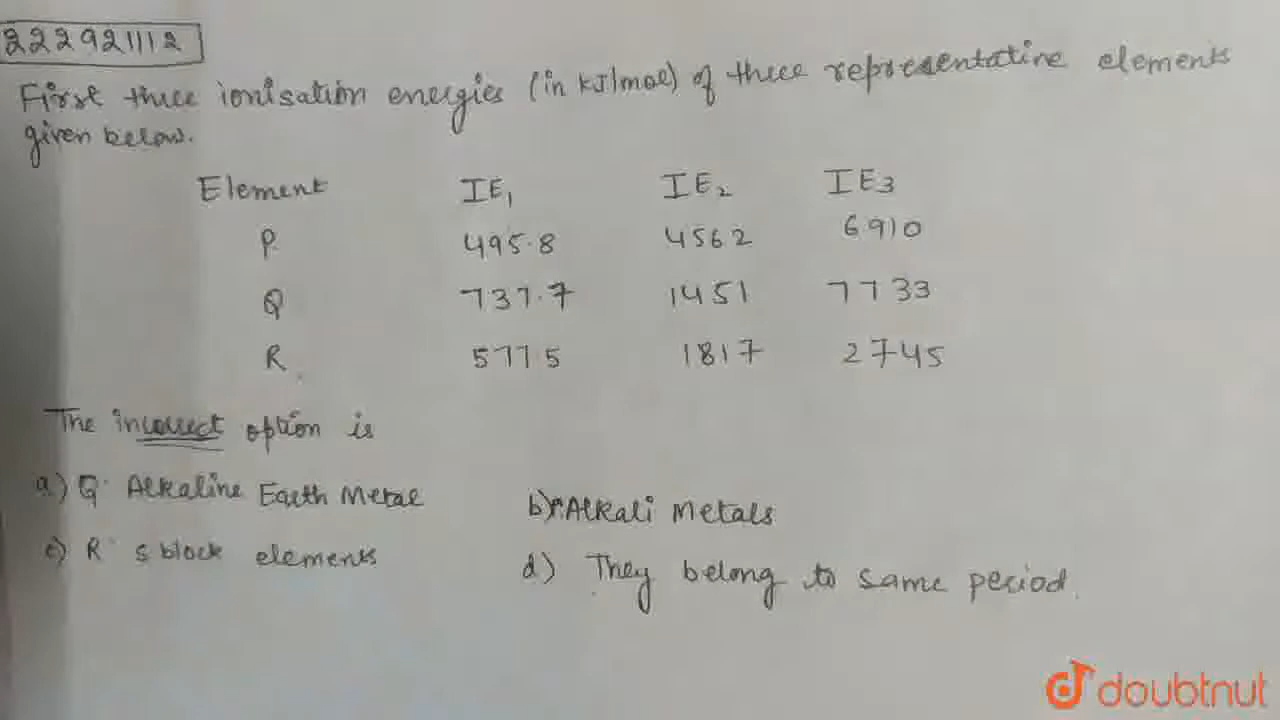 222921112
First three ionisation energies (in kJ/mol) of three representative elements
given below.
Element IE₁ IE₂ IE₃
P 495.8 4562 6910
Q 737.7 1451 7733
R 577.5 1817 2745
The incorrect option is
a) Q: Alkaline Earth Metal b) P: Alkali Metals
c) R: s block elements d) They belong to same period.
doubtnut